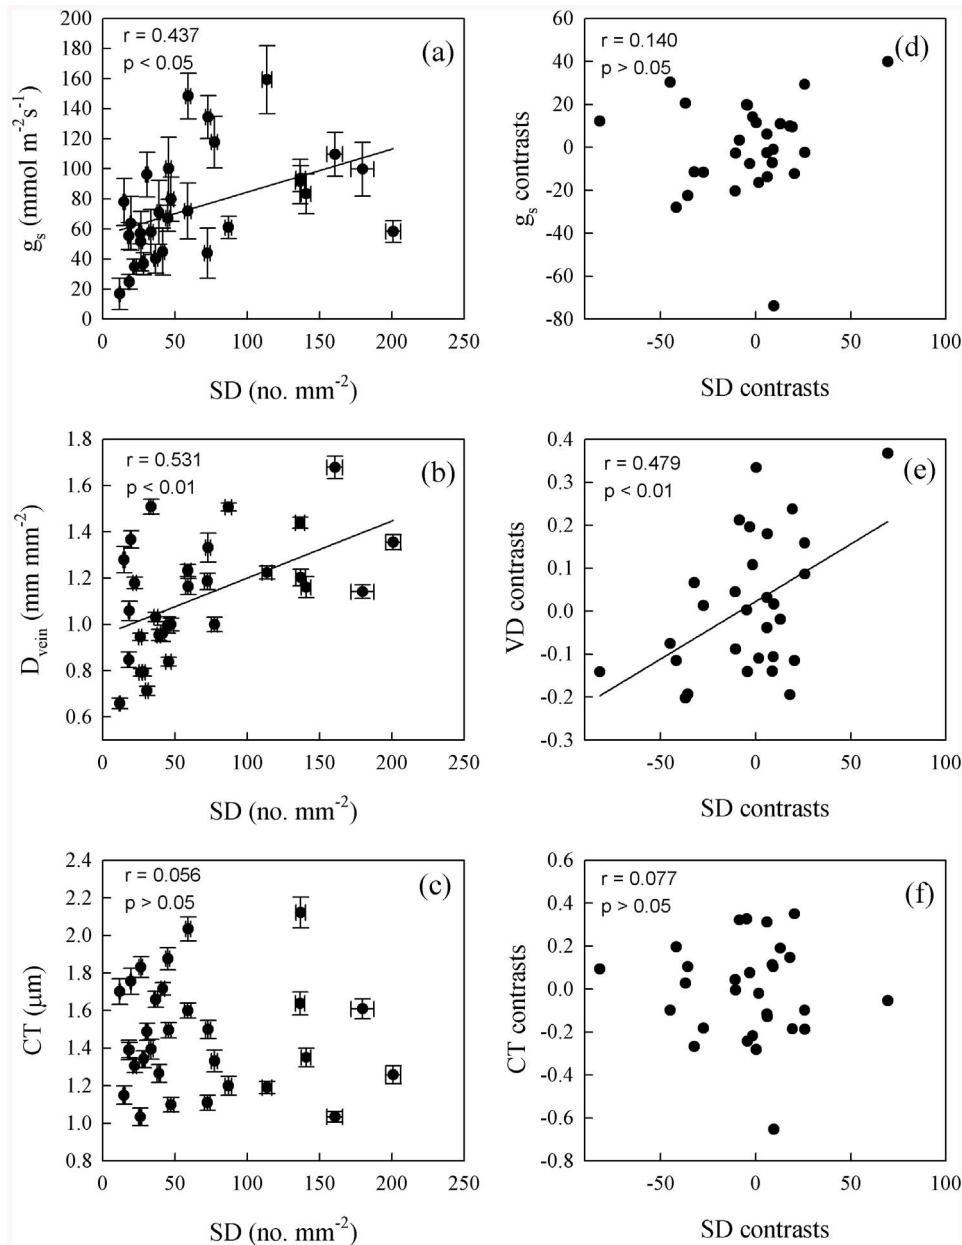 r = 0.437
p < 0.05
(a)
200
180
160
140
120
100
80
60
40
20
0
gs (mmol m-2s-1)
0 50 100 150 200 250
SD (no. mm-2)
r = 0.140
p > 0.05
(d)
60
40
20
0
-20
-40
-60
-80
gs contrasts
-50 0 50 100
SD contrasts
r = 0.531
p < 0.01
(b)
1.8
1.6
1.4
1.2
1.0
0.8
0.6
Dvein (mm mm-2)
0 50 100 150 200 250
SD (no. mm-2)
r = 0.479
p < 0.01
(e)
0.4
0.3
0.2
0.1
0.0
-0.1
-0.2
-0.3
VD contrasts
-50 0 50 100
SD contrasts
r = 0.056
p > 0.05
(c)
2.4
2.2
2.0
1.8
1.6
1.4
1.2
1.0
0.8
CT (μm)
0 50 100 150 200 250
SD (no. mm-2)
r = 0.077
p > 0.05
(f)
0.6
0.4
0.2
0.0
-0.2
-0.4
-0.6
-0.8
CT contrasts
-50 0 50 100
SD contrasts